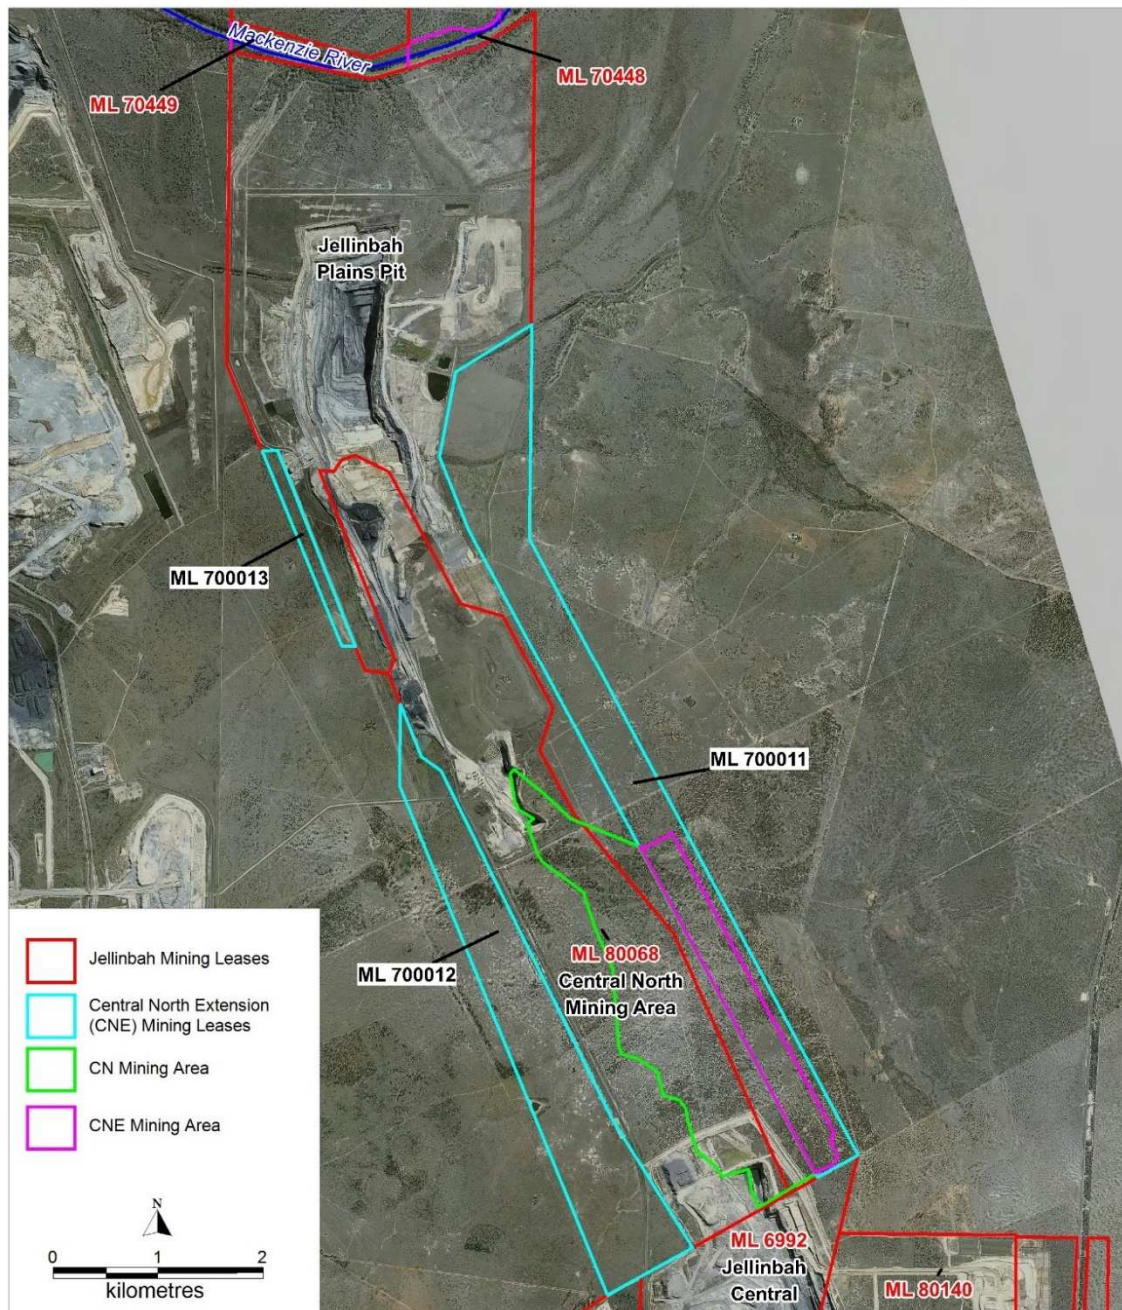 Mackenzie River
ML 70449
ML 70448
Jellinbah
Plains Pit
ML 700013
ML 700011
ML 80068
Central North
Mining Area
ML 700012
Jellinbah Mining Leases
Central North Extension
(CNE) Mining Leases
CN Mining Area
CNE Mining Area
N
0 1 2
kilometres
ML 6992
Jellinbah
Central
ML 80140